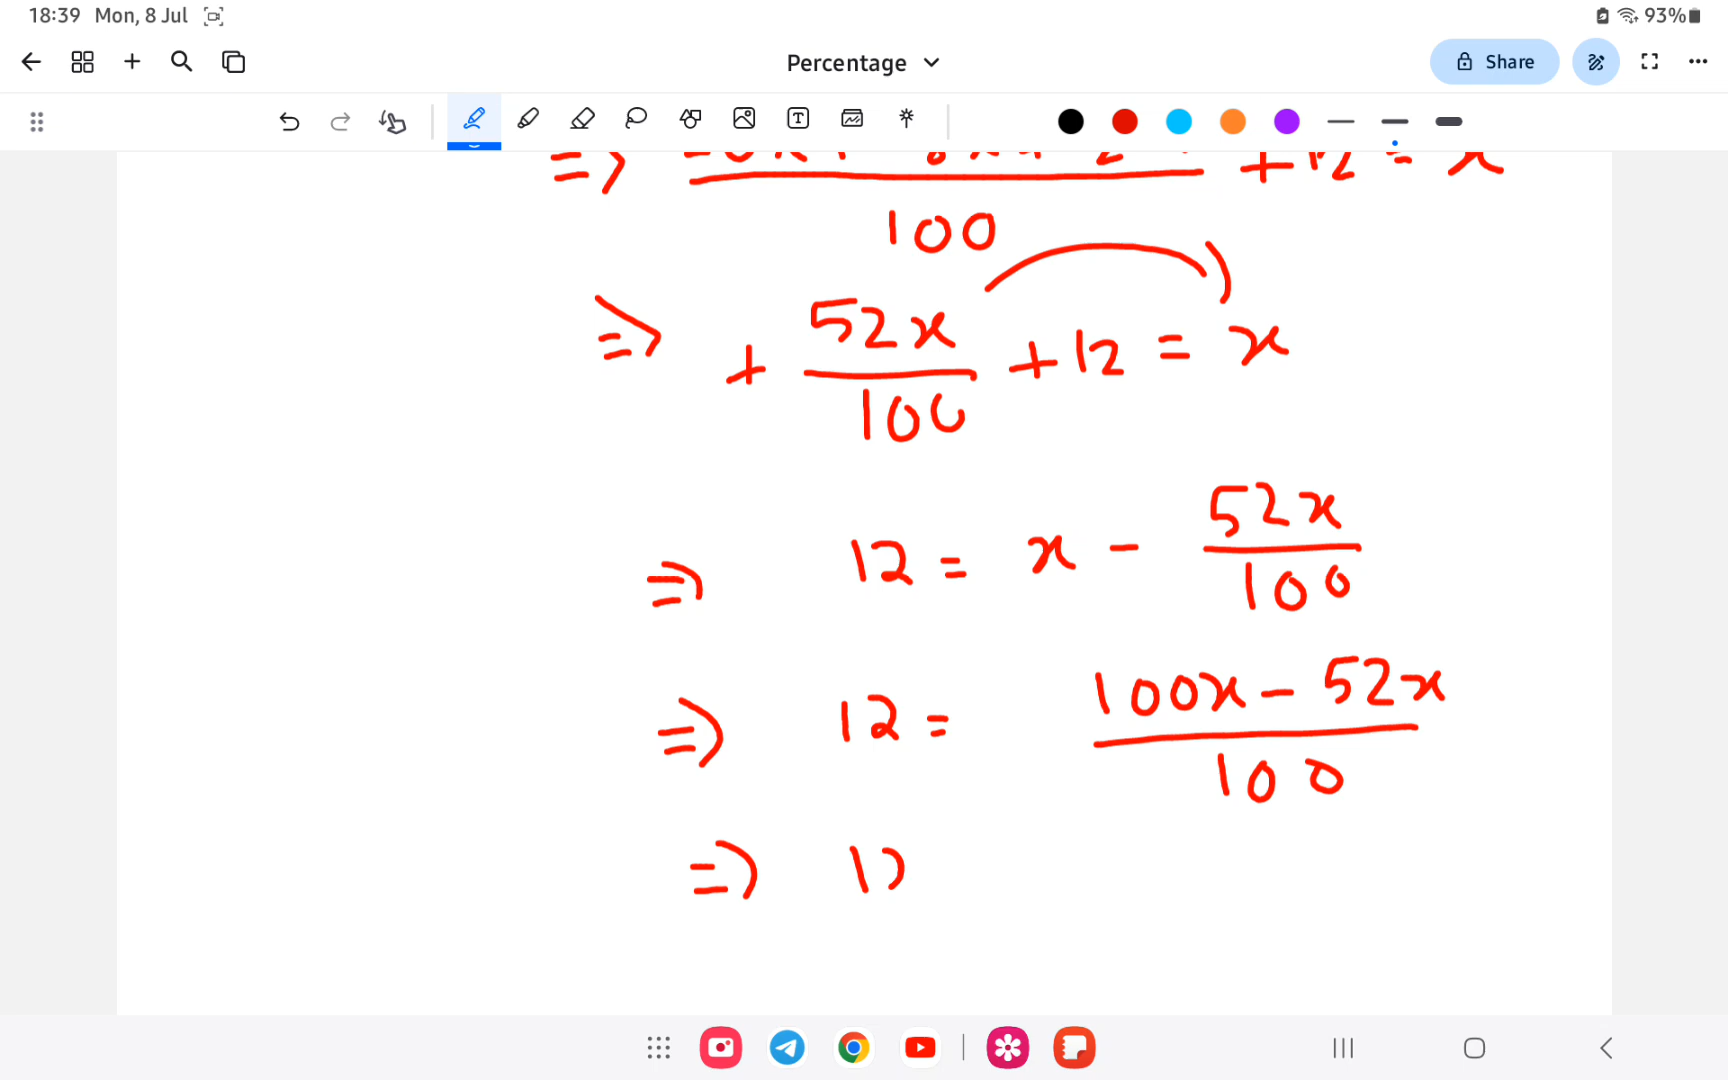 18:39 Mon, 8 Jul 93%
Percentage
Share
+12 = x
100
=> + 52x/100 + 12 = x
=> 12 = x - 52x/100
=> 12 = 100x - 52x/100
=> 1